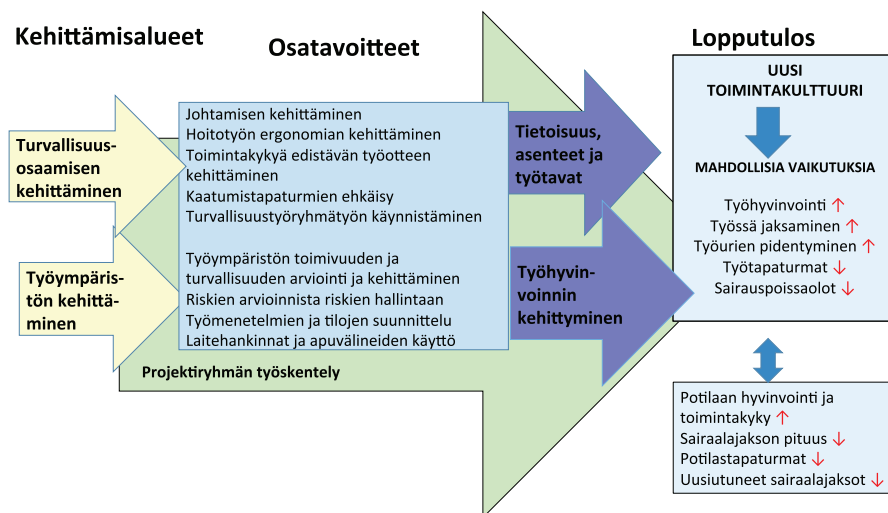 Kehittämisalueet
Osatavoitteet
Lopputulos
Turvallisuus-
osaamisen
kehittäminen
Työympäris-
tön kehittä-
minen
Johtamisen kehittäminen
Hoitotyön ergonomian kehittäminen
Toimintakykyä edistävän työotteen
kehittäminen
Kaatumistapaturmien ehkäisy
Turvallisuustyöryhmätyön käynnistäminen
Työympäristön toimivuuden ja
turvallisuuden arviointi ja kehittäminen
Riskien arvioinnista riskien hallintaan
Työmenetelmien ja tilojen suunnittelu
Laitehankinnat ja apuvälineiden käyttö
Projektiryhmän työskentely
Tietoisuus,
asenteet ja
työtavat
Työhyvin-
voinnin
kehittyminen
UUSI
TOIMINTAKULTTUURI
MAHDOLLISIA VAIKUTUKSIA
Työhyvinvointi ↑
Työssä jaksaminen ↑
Työurien pidentyminen ↑
Työtapaturmat ↓
Sairauspoissaolot ↓
Potilaan hyvinvointi ja
toimintakyky ↑
Sairaalajakson pituus ↓
Potilastapaturmat ↓
Uusiutuneet sairaalajaksot ↓